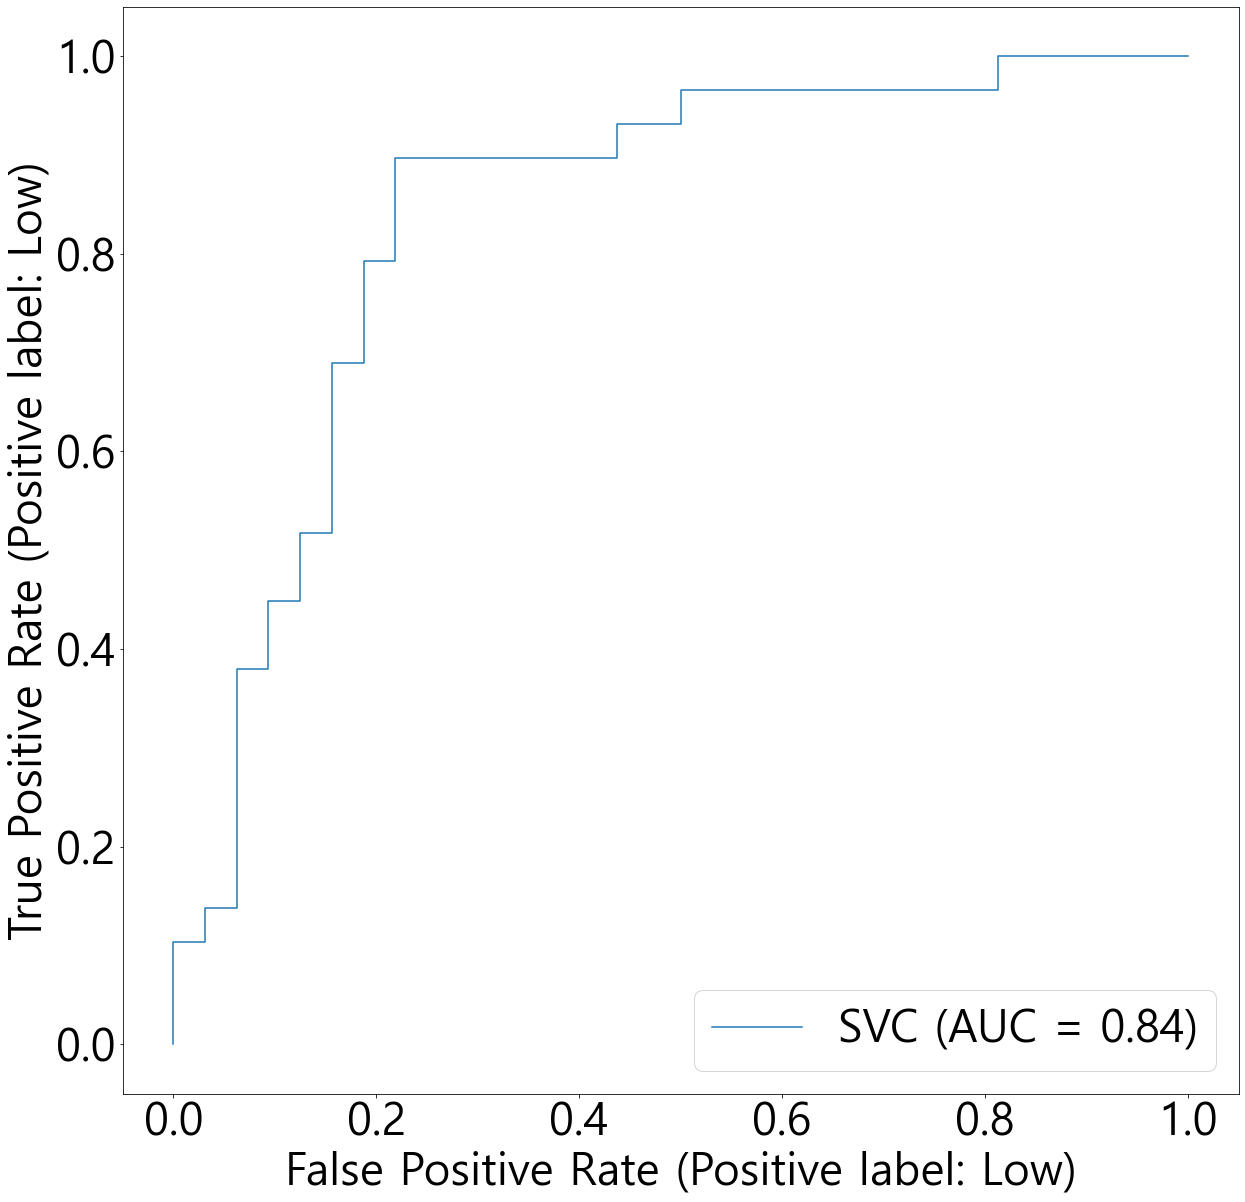 True Positive Rate (Positive label: Low)
1.0
0.8
0.6
0.4
0.2
0.0
SVC (AUC = 0.84)
0.0 0.2 0.4 0.6 0.8 1.0
False Positive Rate (Positive label: Low)